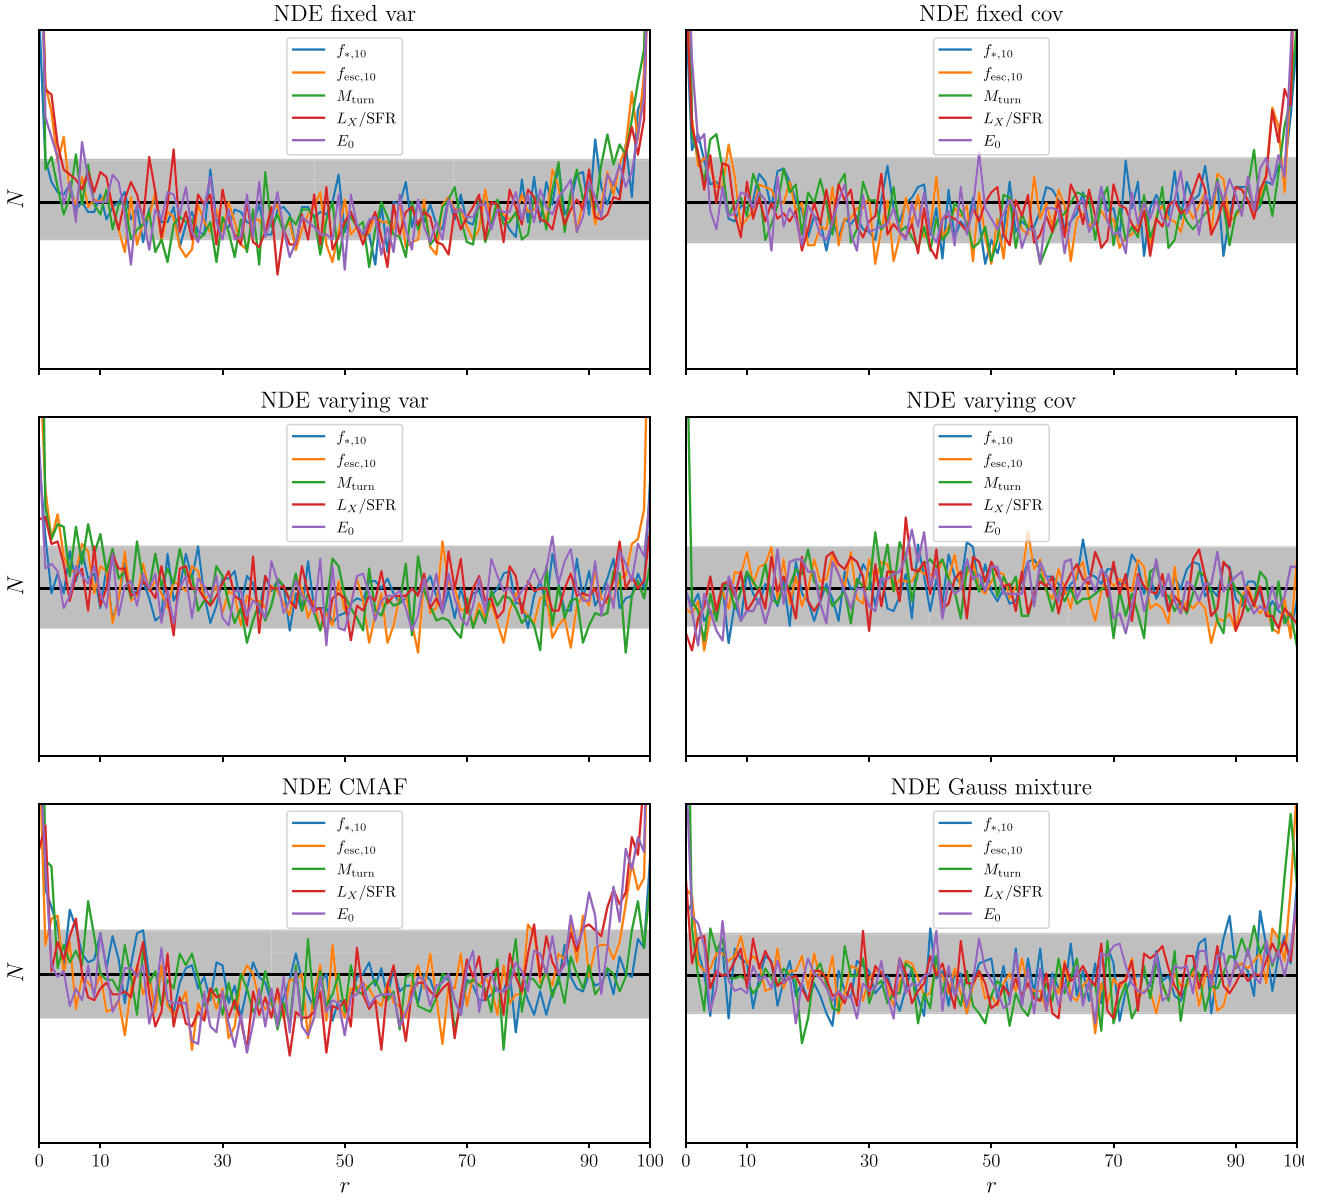 NDE fixed var
NDE fixed cov
f*,10
fesc,10
Mturn
LX/SFR
E0
f*,10
fesc,10
Mturn
LX/SFR
E0
N
NDE varying var
NDE varying cov
f*,10
fesc,10
Mturn
LX/SFR
E0
f*,10
fesc,10
Mturn
LX/SFR
E0
N
NDE CMAF
NDE Gauss mixture
f*,10
fesc,10
Mturn
LX/SFR
E0
f*,10
fesc,10
Mturn
LX/SFR
E0
N
0 10 30 50 70 90 100
0 10 30 50 70 90 100
r
r